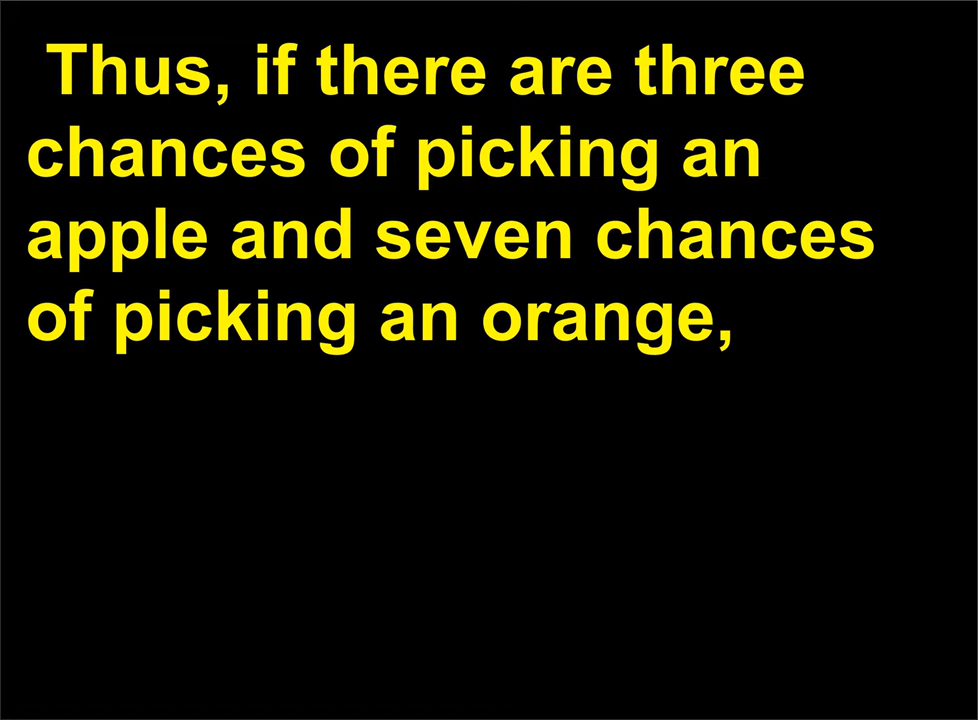 Thus, if there are three
chances of picking an
apple and seven chances
of picking an orange,